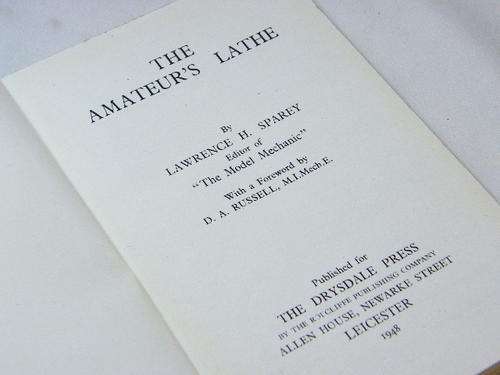 THE
AMATEUR'S LATHE
By
LAWRENCE H. SPAREY
Editor of
"The Model Mechanic"
With a Foreword by
D. A. RUSSELL, M.I.Mech.E.
Published for
THE DRYSDALE PRESS
BY THE PUBLISHING COMPANY
ALLEN HOUSE, NEWARKE STREET
LEICESTER
1948